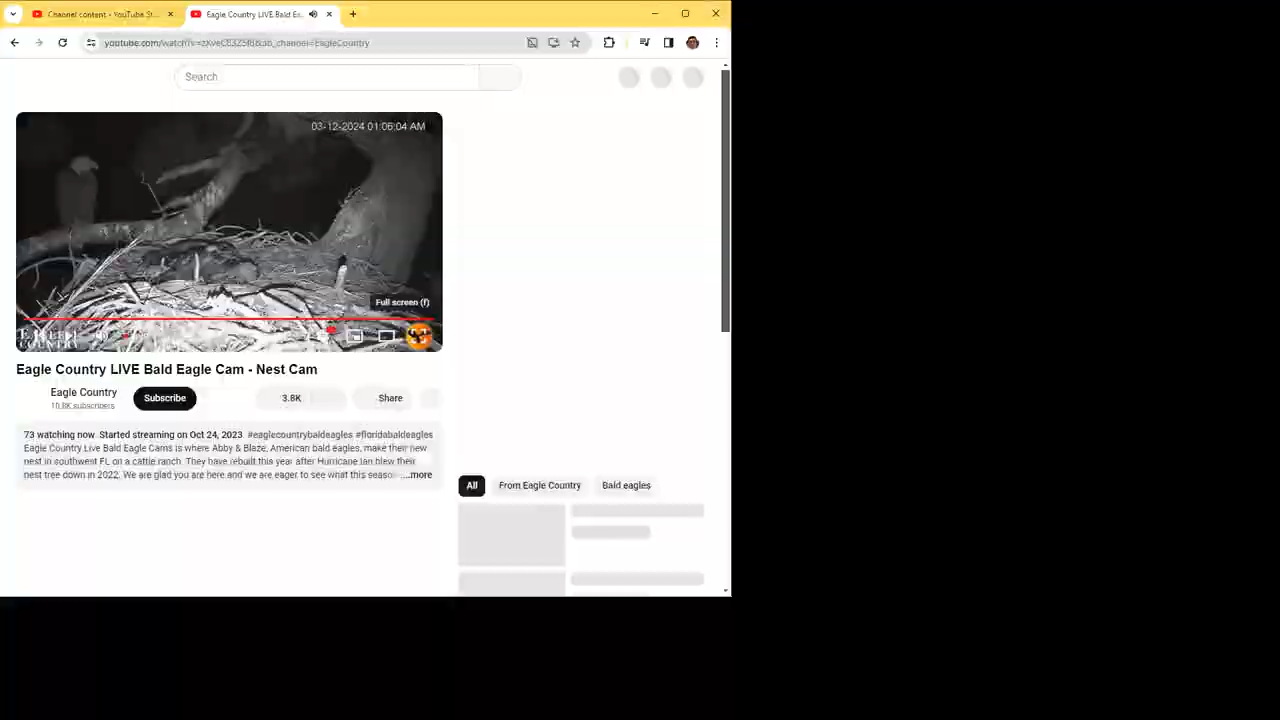 Channel content - YouTube St...
Eagle Country LIVE Bald Ea...
Search
03-12-2024 01:06:04 AM
Full screen (f)
COUNTRY
Eagle Country LIVE Bald Eagle Cam - Nest Cam
Eagle Country
10.8K subscribers
Subscribe
3.8K
Share
73 watching now Started streaming on Oct 24, 2023 #eaglecountrybaldeagles #floridabaldeagles
Eagle Country Live Bald Eagle Cams is where Abby & Blaze, American bald eagles, make their new
nest in southwest FL on a cattle ranch. They have rebuilt this year after Hurricane Ian blew their
nest tree down in 2022. We are glad you are here and we are eager to see what this seaso ...more
All
From Eagle Country
Bald eagles